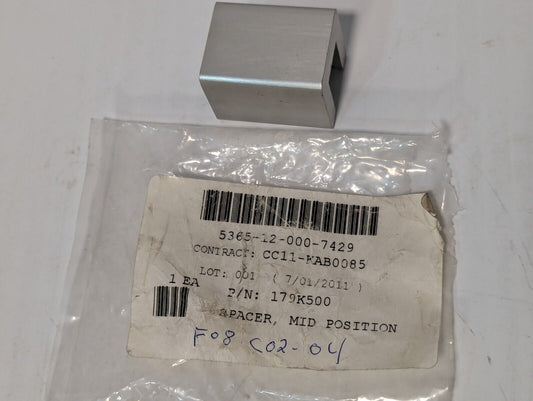 5365-12-000-7429
CONTRACT: CC11-KAB0085
LOT: 001 ( 7/01/2011 )
1 EA P/N: 179K500
SPACER, MID POSITION
F08 C02-04